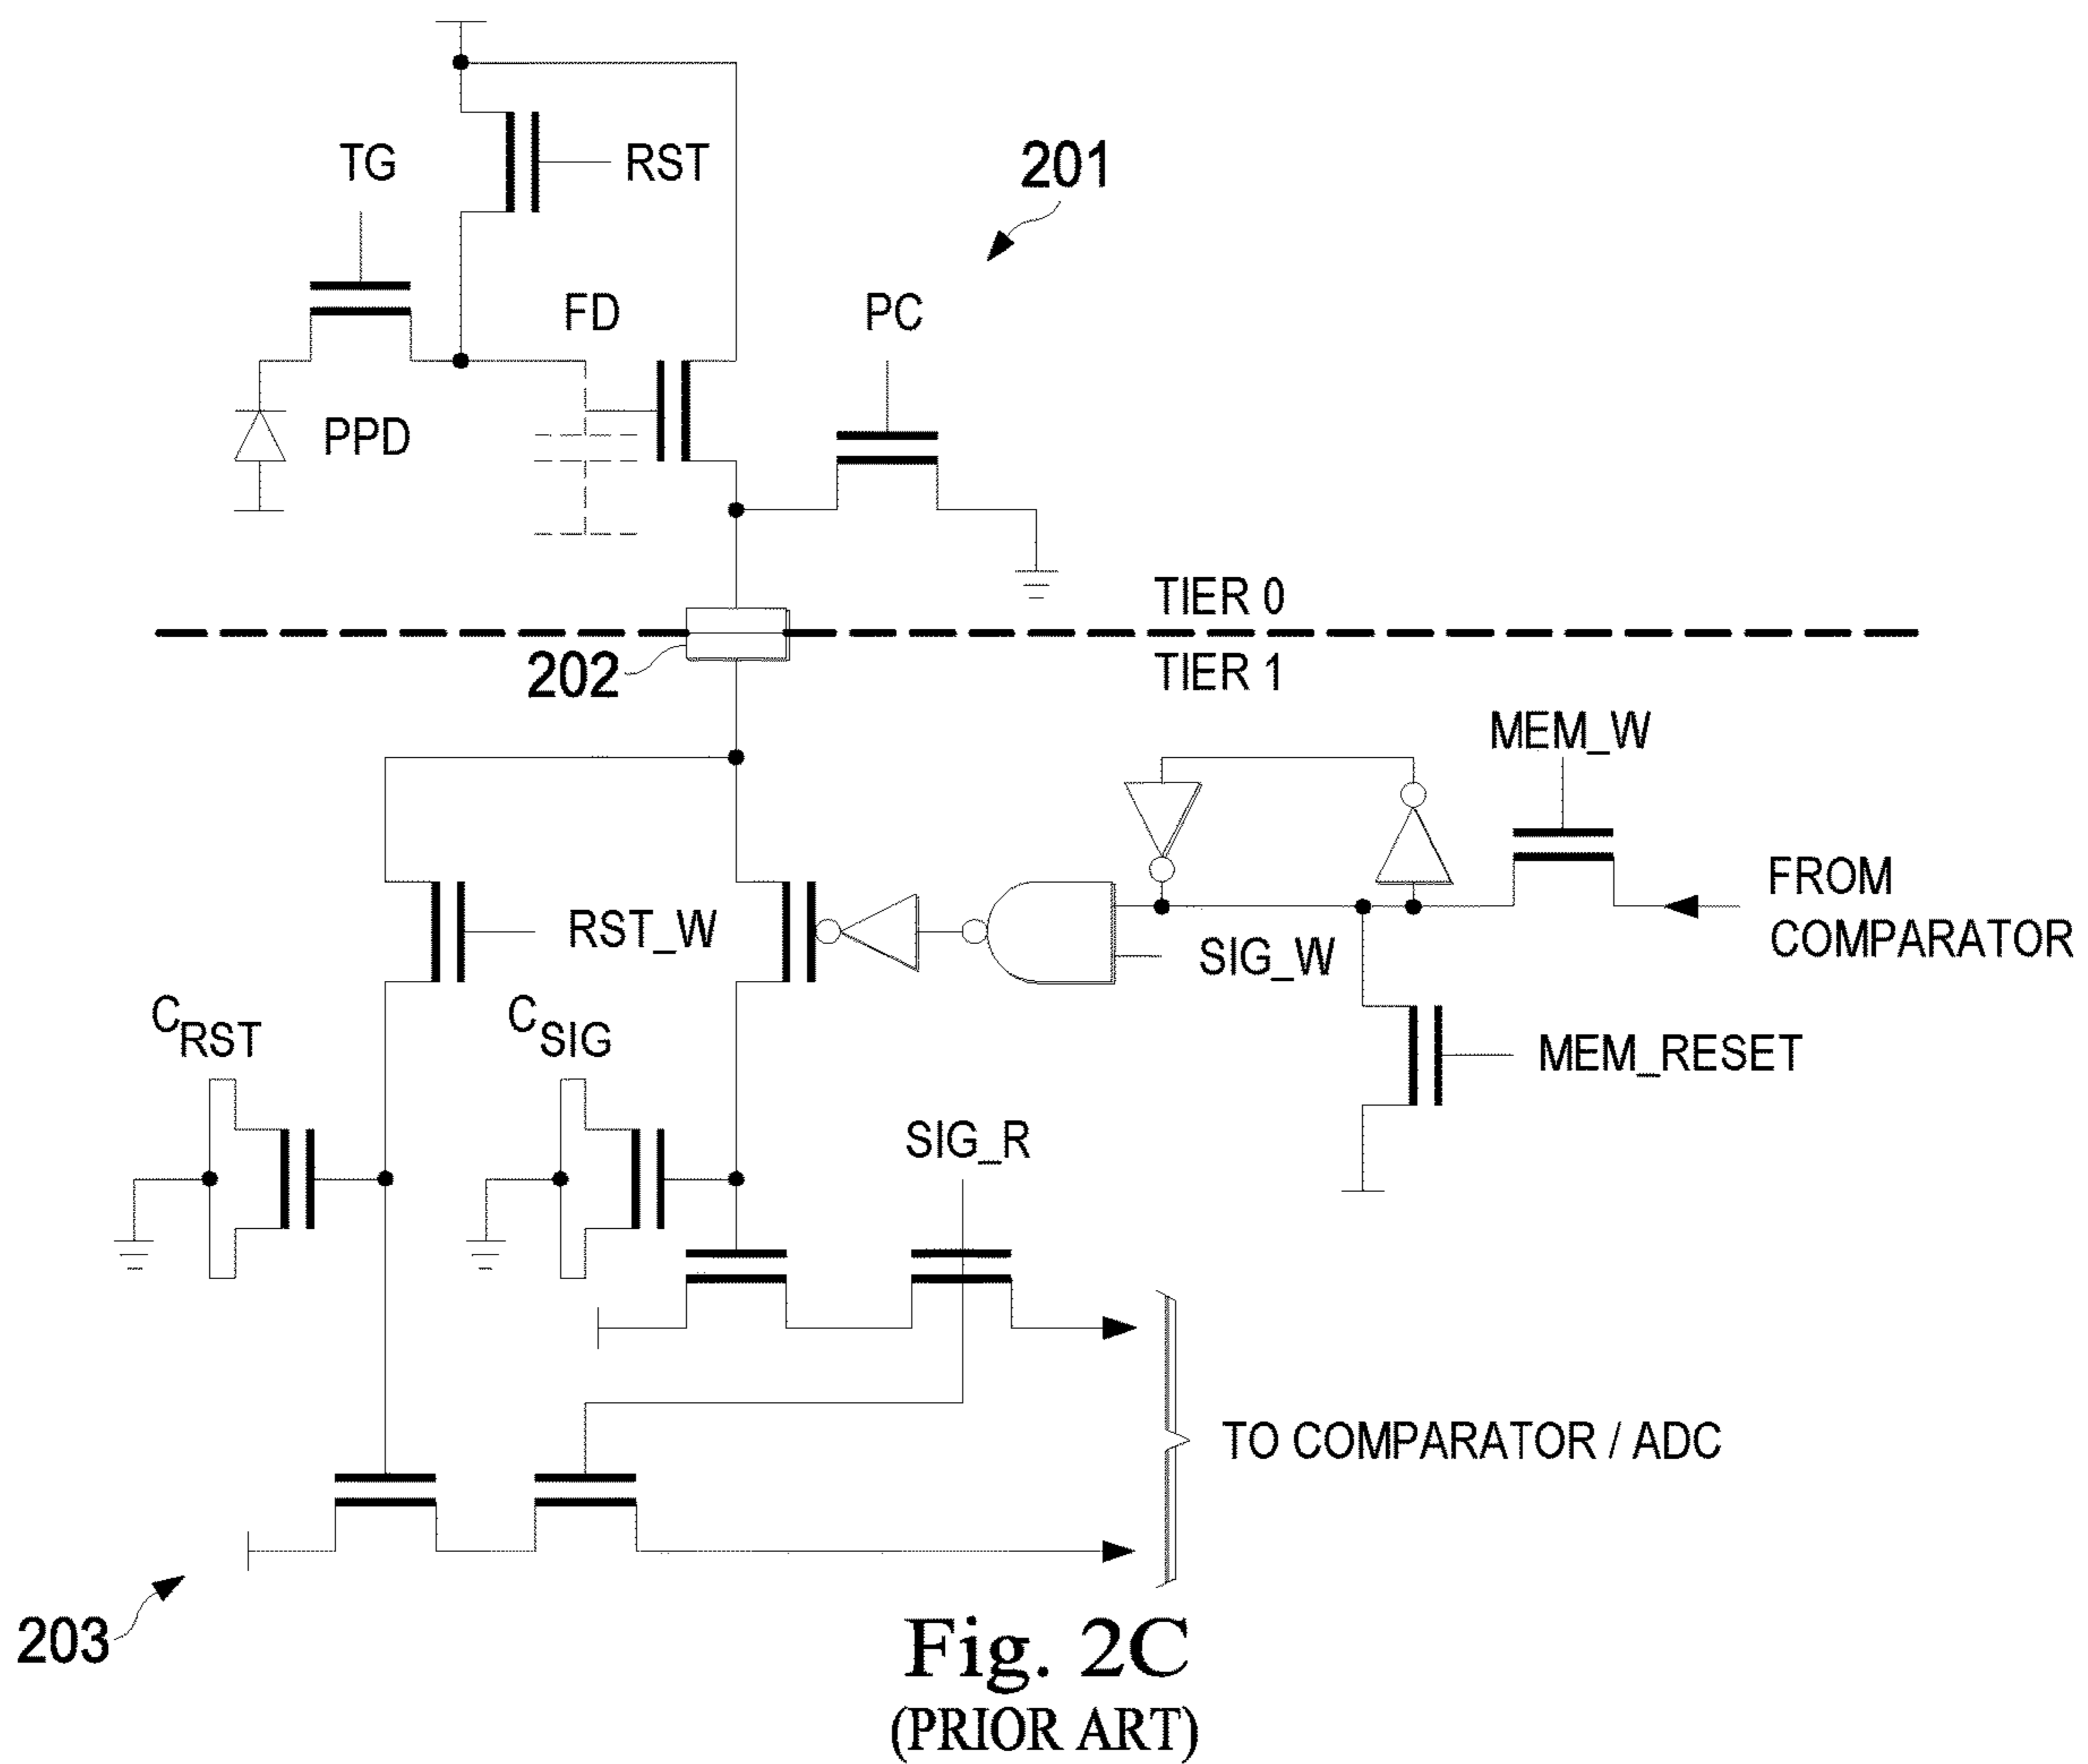 TG
RST
201
FD
PC
PPD
TIER 0
202
TIER 1
MEM_W
FROM
COMPARATOR
RST_W
SIG_W
CRST
CSIG
MEM_RESET
SIG_R
TO COMPARATOR / ADC
203
Fig. 2C
(PRIOR ART)